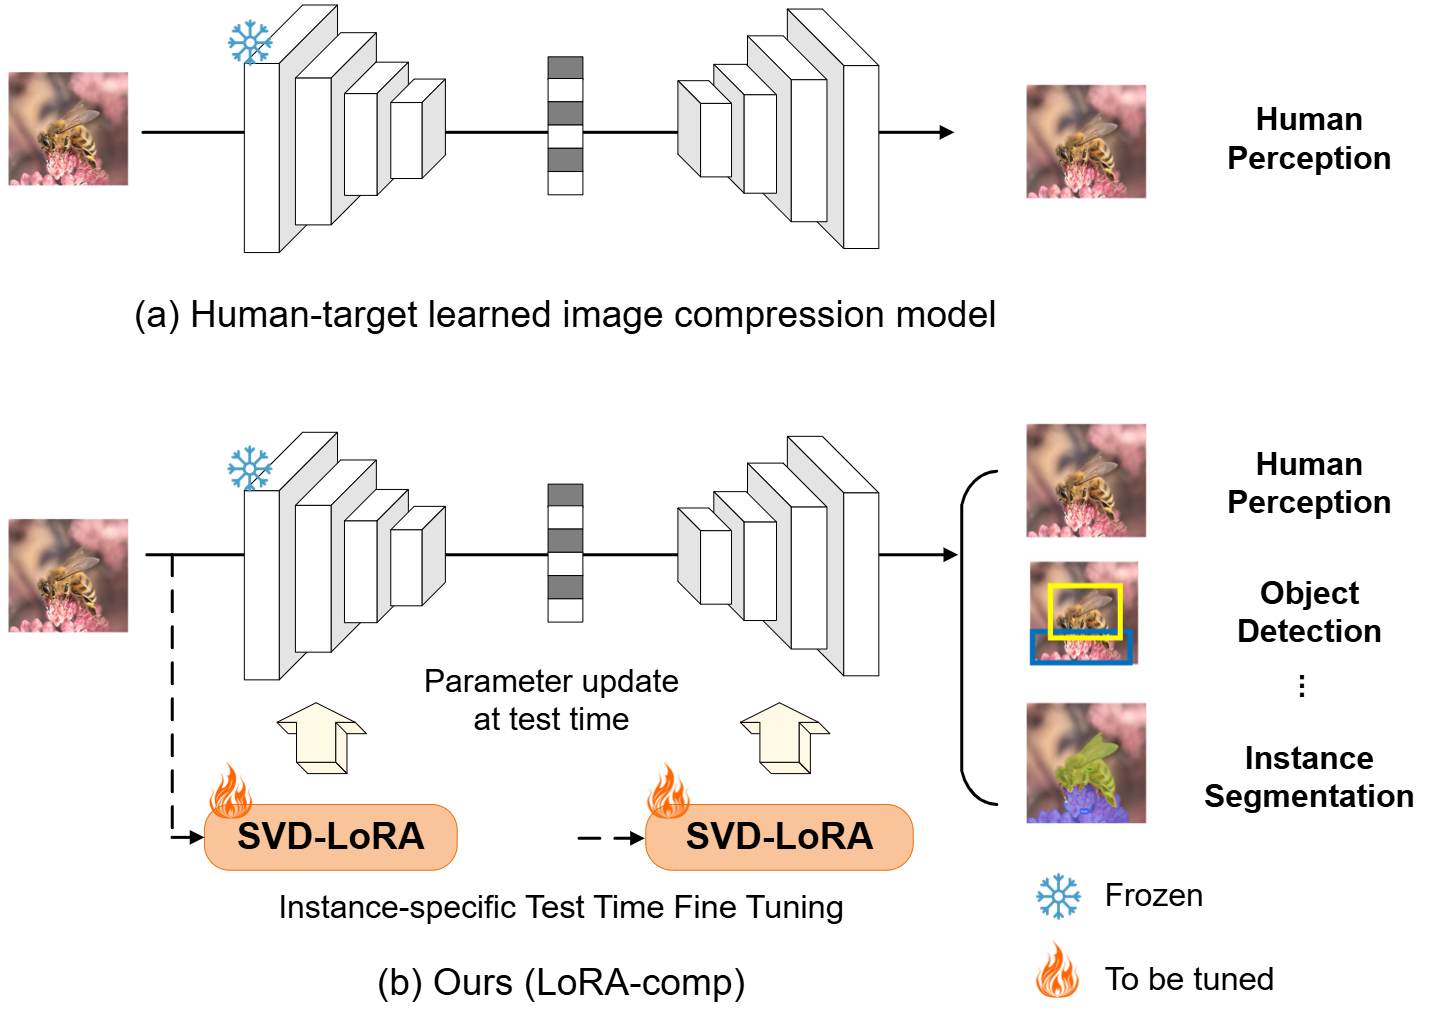 Human
Perception
(a) Human-target learned image compression model
Human
Perception
Object
Detection
⋮
Instance
Segmentation
Parameter update
at test time
SVD-LoRA
SVD-LoRA
Instance-specific Test Time Fine Tuning
(b) Ours (LoRA-comp)
Frozen
To be tuned